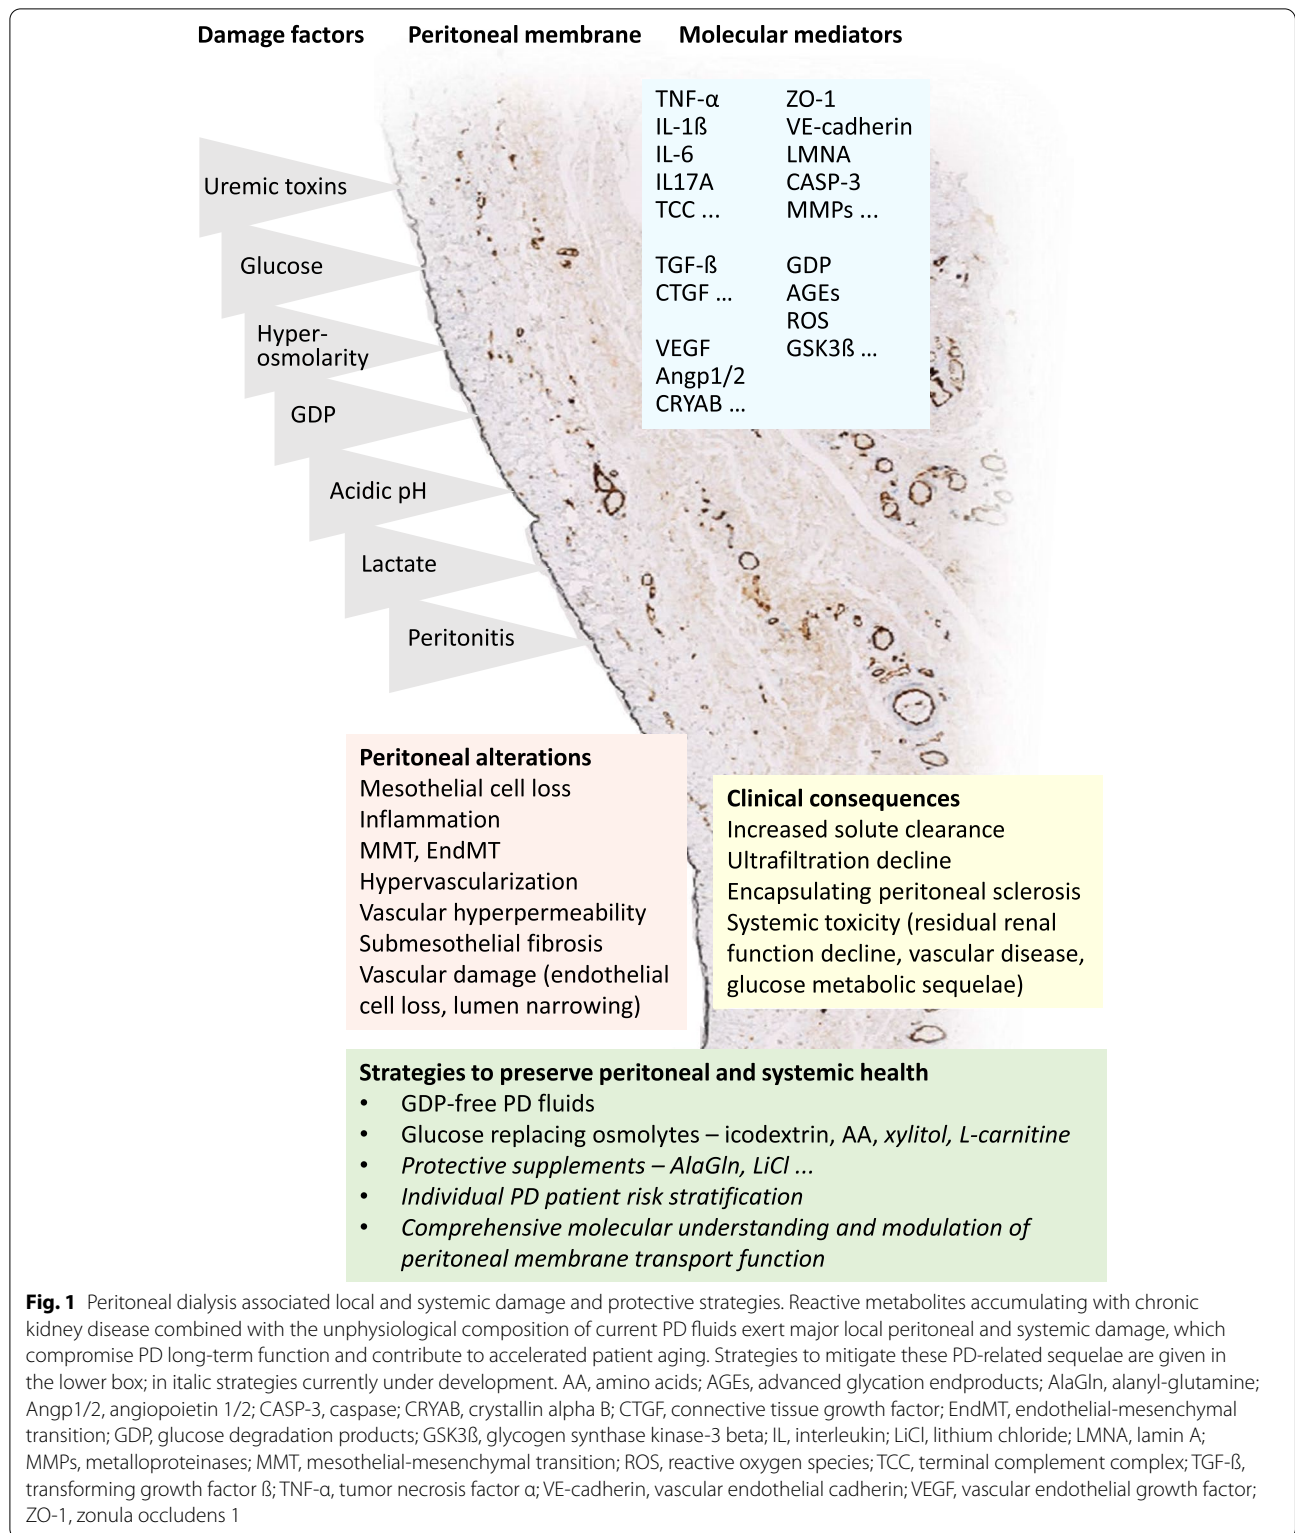 Damage factors
Peritoneal membrane
Molecular mediators
Uremic toxins
Glucose
Hyper-
osmolarity
GDP
Acidic pH
Lactate
Peritonitis
TNF-α
IL-1ß
IL-6
IL17A
TCC ...
TGF-ß
CTGF ...
VEGF
Angp1/2
CRYAB ...
ZO-1
VE-cadherin
LMNA
CASP-3
MMPs ...
GDP
AGEs
ROS
GSK3ß ...
Peritoneal alterations
Mesothelial cell loss
Inflammation
MMT, EndMT
Hypervascularization
Vascular hyperpermeability
Submesothelial fibrosis
Vascular damage (endothelial
cell loss, lumen narrowing)
Clinical consequences
Increased solute clearance
Ultrafiltration decline
Encapsulating peritoneal sclerosis
Systemic toxicity (residual renal
function decline, vascular disease,
glucose metabolic sequelae)
Strategies to preserve peritoneal and systemic health
• GDP-free PD fluids
• Glucose replacing osmolytes – icodextrin, AA, xylitol, L-carnitine
• Protective supplements – AlaGln, LiCl ...
• Individual PD patient risk stratification
• Comprehensive molecular understanding and modulation of
peritoneal membrane transport function
Fig. 1 Peritoneal dialysis associated local and systemic damage and protective strategies. Reactive metabolites accumulating with chronic
kidney disease combined with the unphysiological composition of current PD fluids exert major local peritoneal and systemic damage, which
compromise PD long-term function and contribute to accelerated patient aging. Strategies to mitigate these PD-related sequelae are given in
the lower box; in italic strategies currently under development. AA, amino acids; AGEs, advanced glycation endproducts; AlaGln, alanyl-glutamine;
Angp1/2, angiopoietin 1/2; CASP-3, caspase; CRYAB, crystallin alpha B; CTGF, connective tissue growth factor; EndMT, endothelial-mesenchymal
transition; GDP, glucose degradation products; GSK3ß, glycogen synthase kinase-3 beta; IL, interleukin; LiCl, lithium chloride; LMNA, lamin A;
MMPs, metalloproteinases; MMT, mesothelial-mesenchymal transition; ROS, reactive oxygen species; TCC, terminal complement complex; TGF-ß,
transforming growth factor ß; TNF-α, tumor necrosis factor α; VE-cadherin, vascular endothelial cadherin; VEGF, vascular endothelial growth factor;
ZO-1, zonula occludens 1